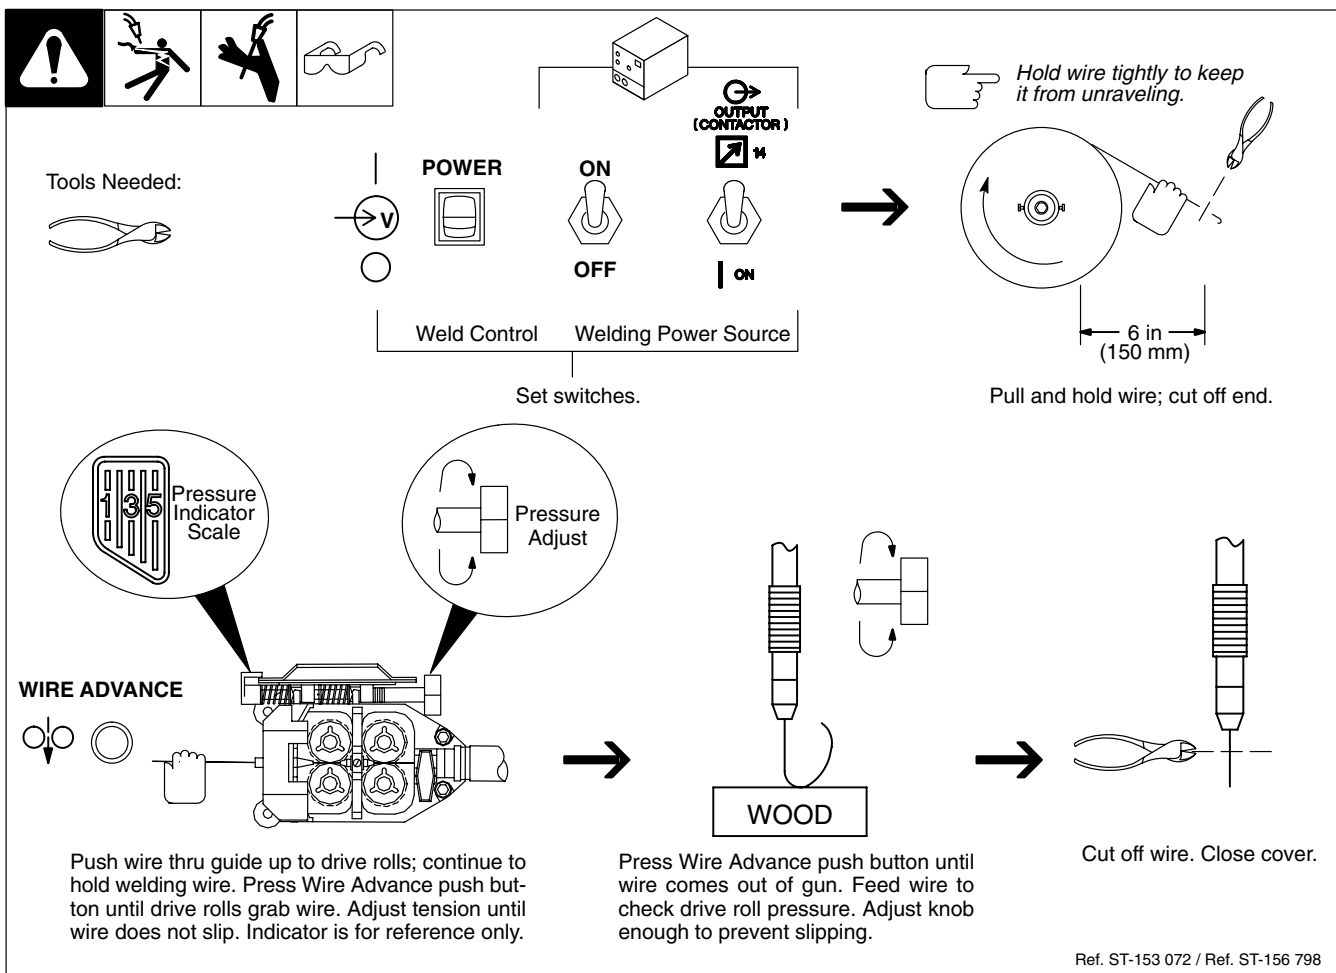 Tools Needed:
V
POWER
ON
OFF
OUTPUT
(CONTACTOR)
14
ON
Weld Control
Welding Power Source
Set switches.
Hold wire tightly to keep
it from unraveling.
6 in
(150 mm)
Pull and hold wire; cut off end.
1 3 5
Pressure
Indicator
Scale
Pressure
Adjust
WIRE ADVANCE
Push wire thru guide up to drive rolls; continue to
hold welding wire. Press Wire Advance push but-
ton until drive rolls grab wire. Adjust tension until
wire does not slip. Indicator is for reference only.
WOOD
Press Wire Advance push button until
wire comes out of gun. Feed wire to
check drive roll pressure. Adjust knob
enough to prevent slipping.
Cut off wire. Close cover.
Ref. ST-153 072 / Ref. ST-156 798